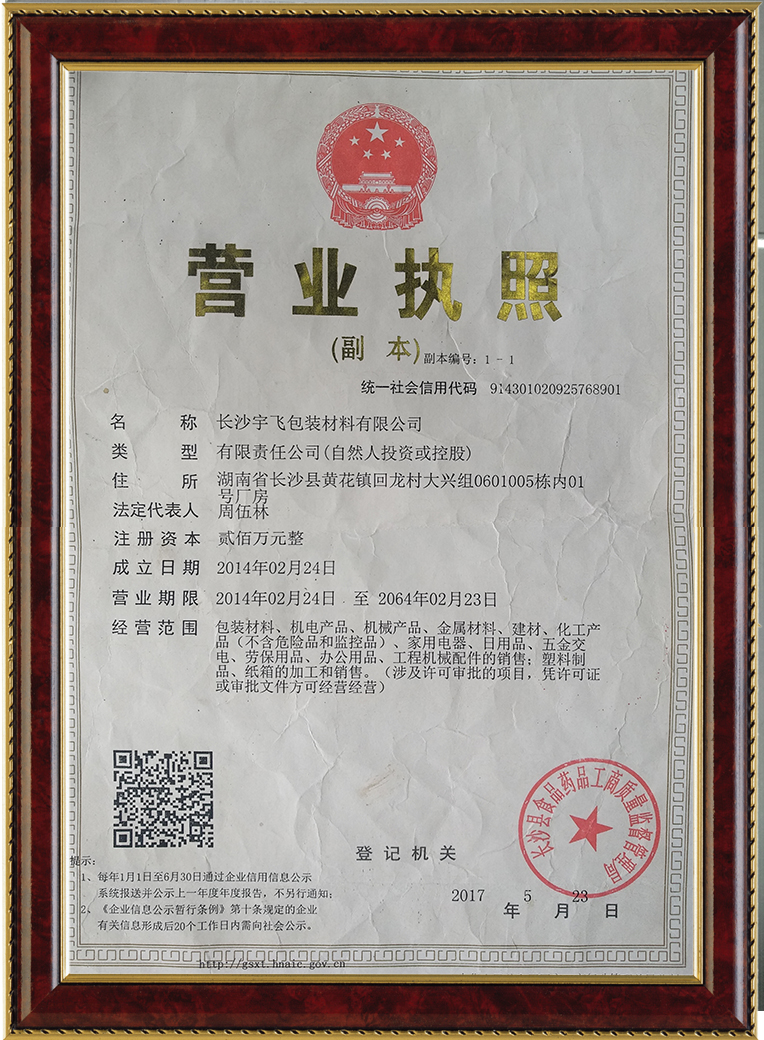 营业执照
(副 本) 副本编号：1－1
统一社会信用代码 914301020925768901
名称 长沙宇飞包装材料有限公司
类型 有限责任公司(自然人投资或控股)
住所 湖南省长沙县黄花镇回龙村大兴组0601005栋内01
号厂房
法定代表人 周伍林
注册资本 贰佰万元整
成立日期 2014年02月24日
营业期限 2014年02月24日 至 2064年02月23日
经营范围 包装材料、机电产品、机械产品、金属材料、建材、化工产
品（不含危险品和监控品）、家用电器、日用品、五金交
电、劳保用品、办公用品、工程机械配件的销售；塑料制
品、纸箱的加工和销售。（涉及许可审批的项目，凭许可证
或审批文件方可经营经营）
长沙县食品药品工商质量监督管理局
登记机关
2017年5月23日
提示：
1、每年1月1日至6月30日通过企业信用信息公示
系统报送并公示上一年度年度报告，不另行通知；
2、《企业信息公示暂行条例》第十条规定的企业
有关信息形成后20个工作日内需向社会公示。
http://gsxt.hnaic.gov.cn